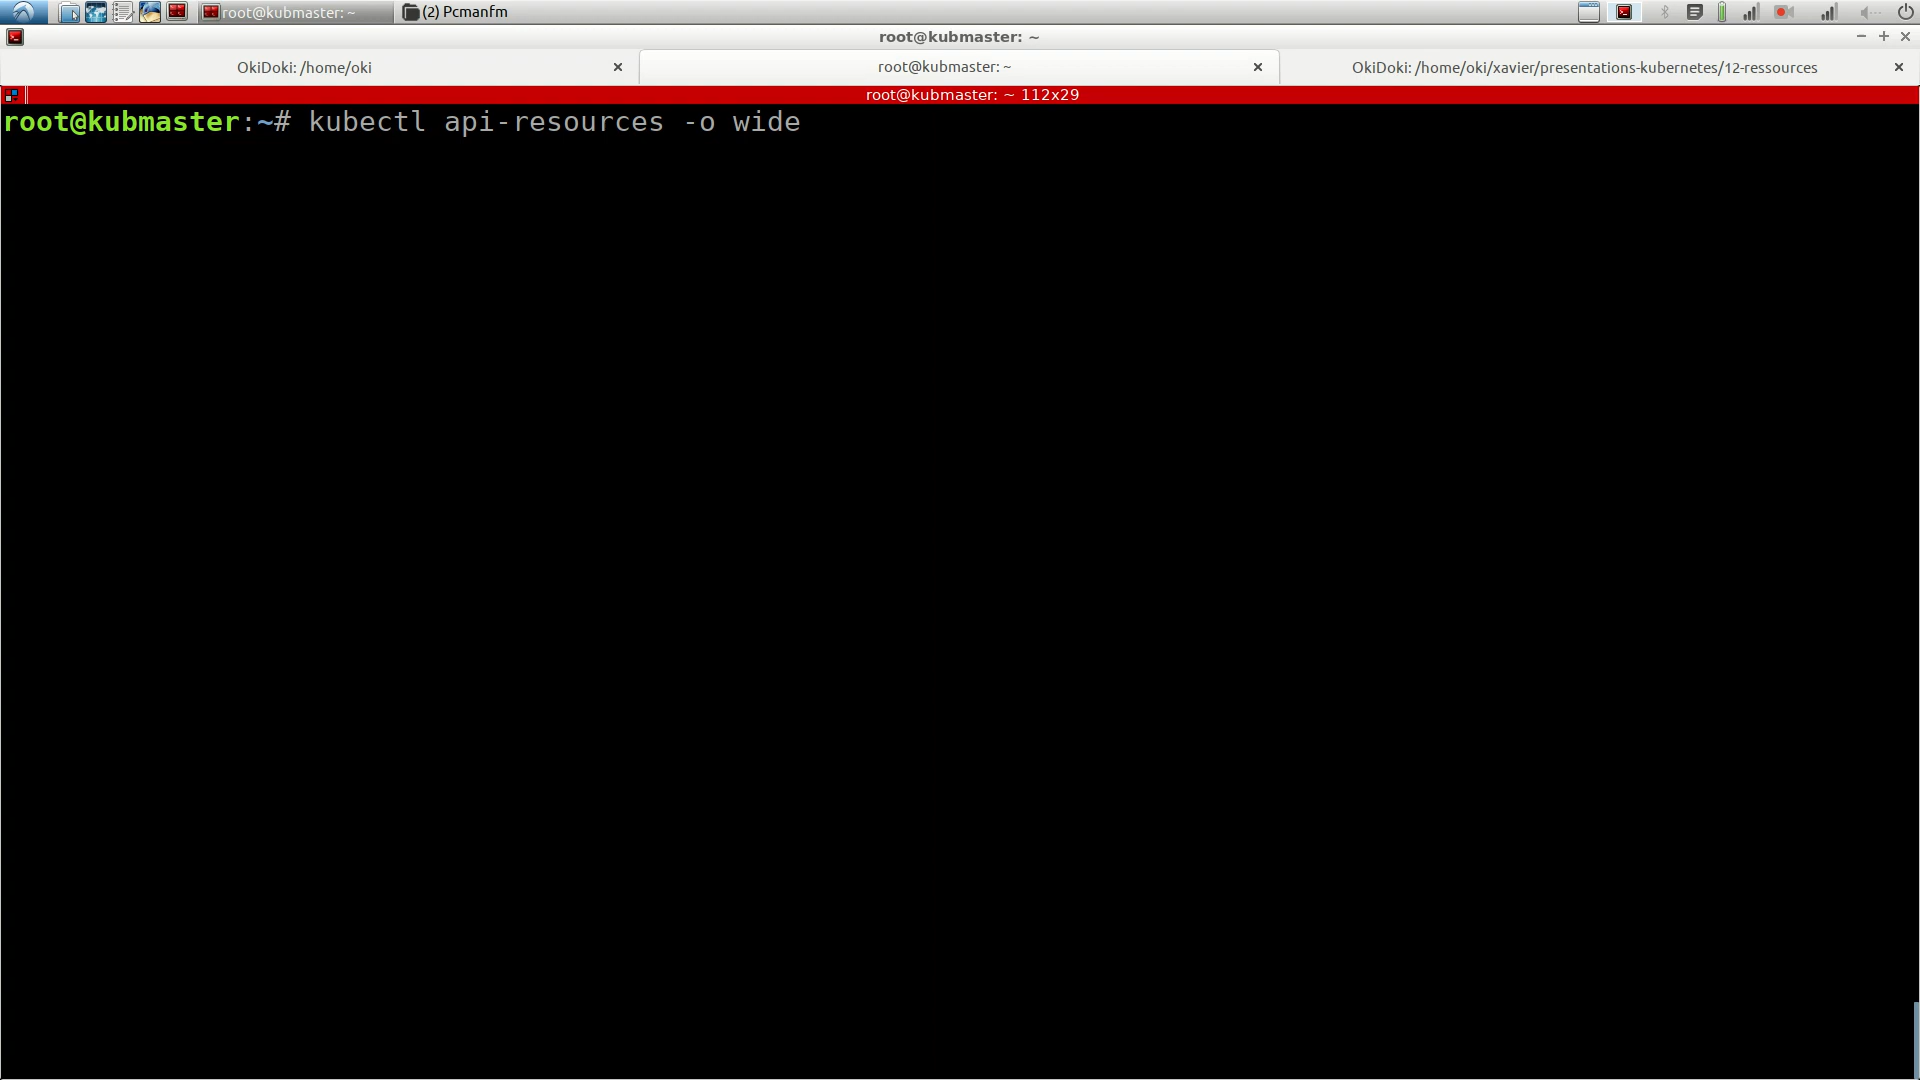 root@kubmaster: ~
(2) Pcmanfm
root@kubmaster: ~
OkiDoki: /home/oki
root@kubmaster: ~
OkiDoki: /home/oki/xavier/presentations-kubernetes/12-ressources
root@kubmaster: ~ 112x29
root@kubmaster:~# kubectl api-resources -o wide